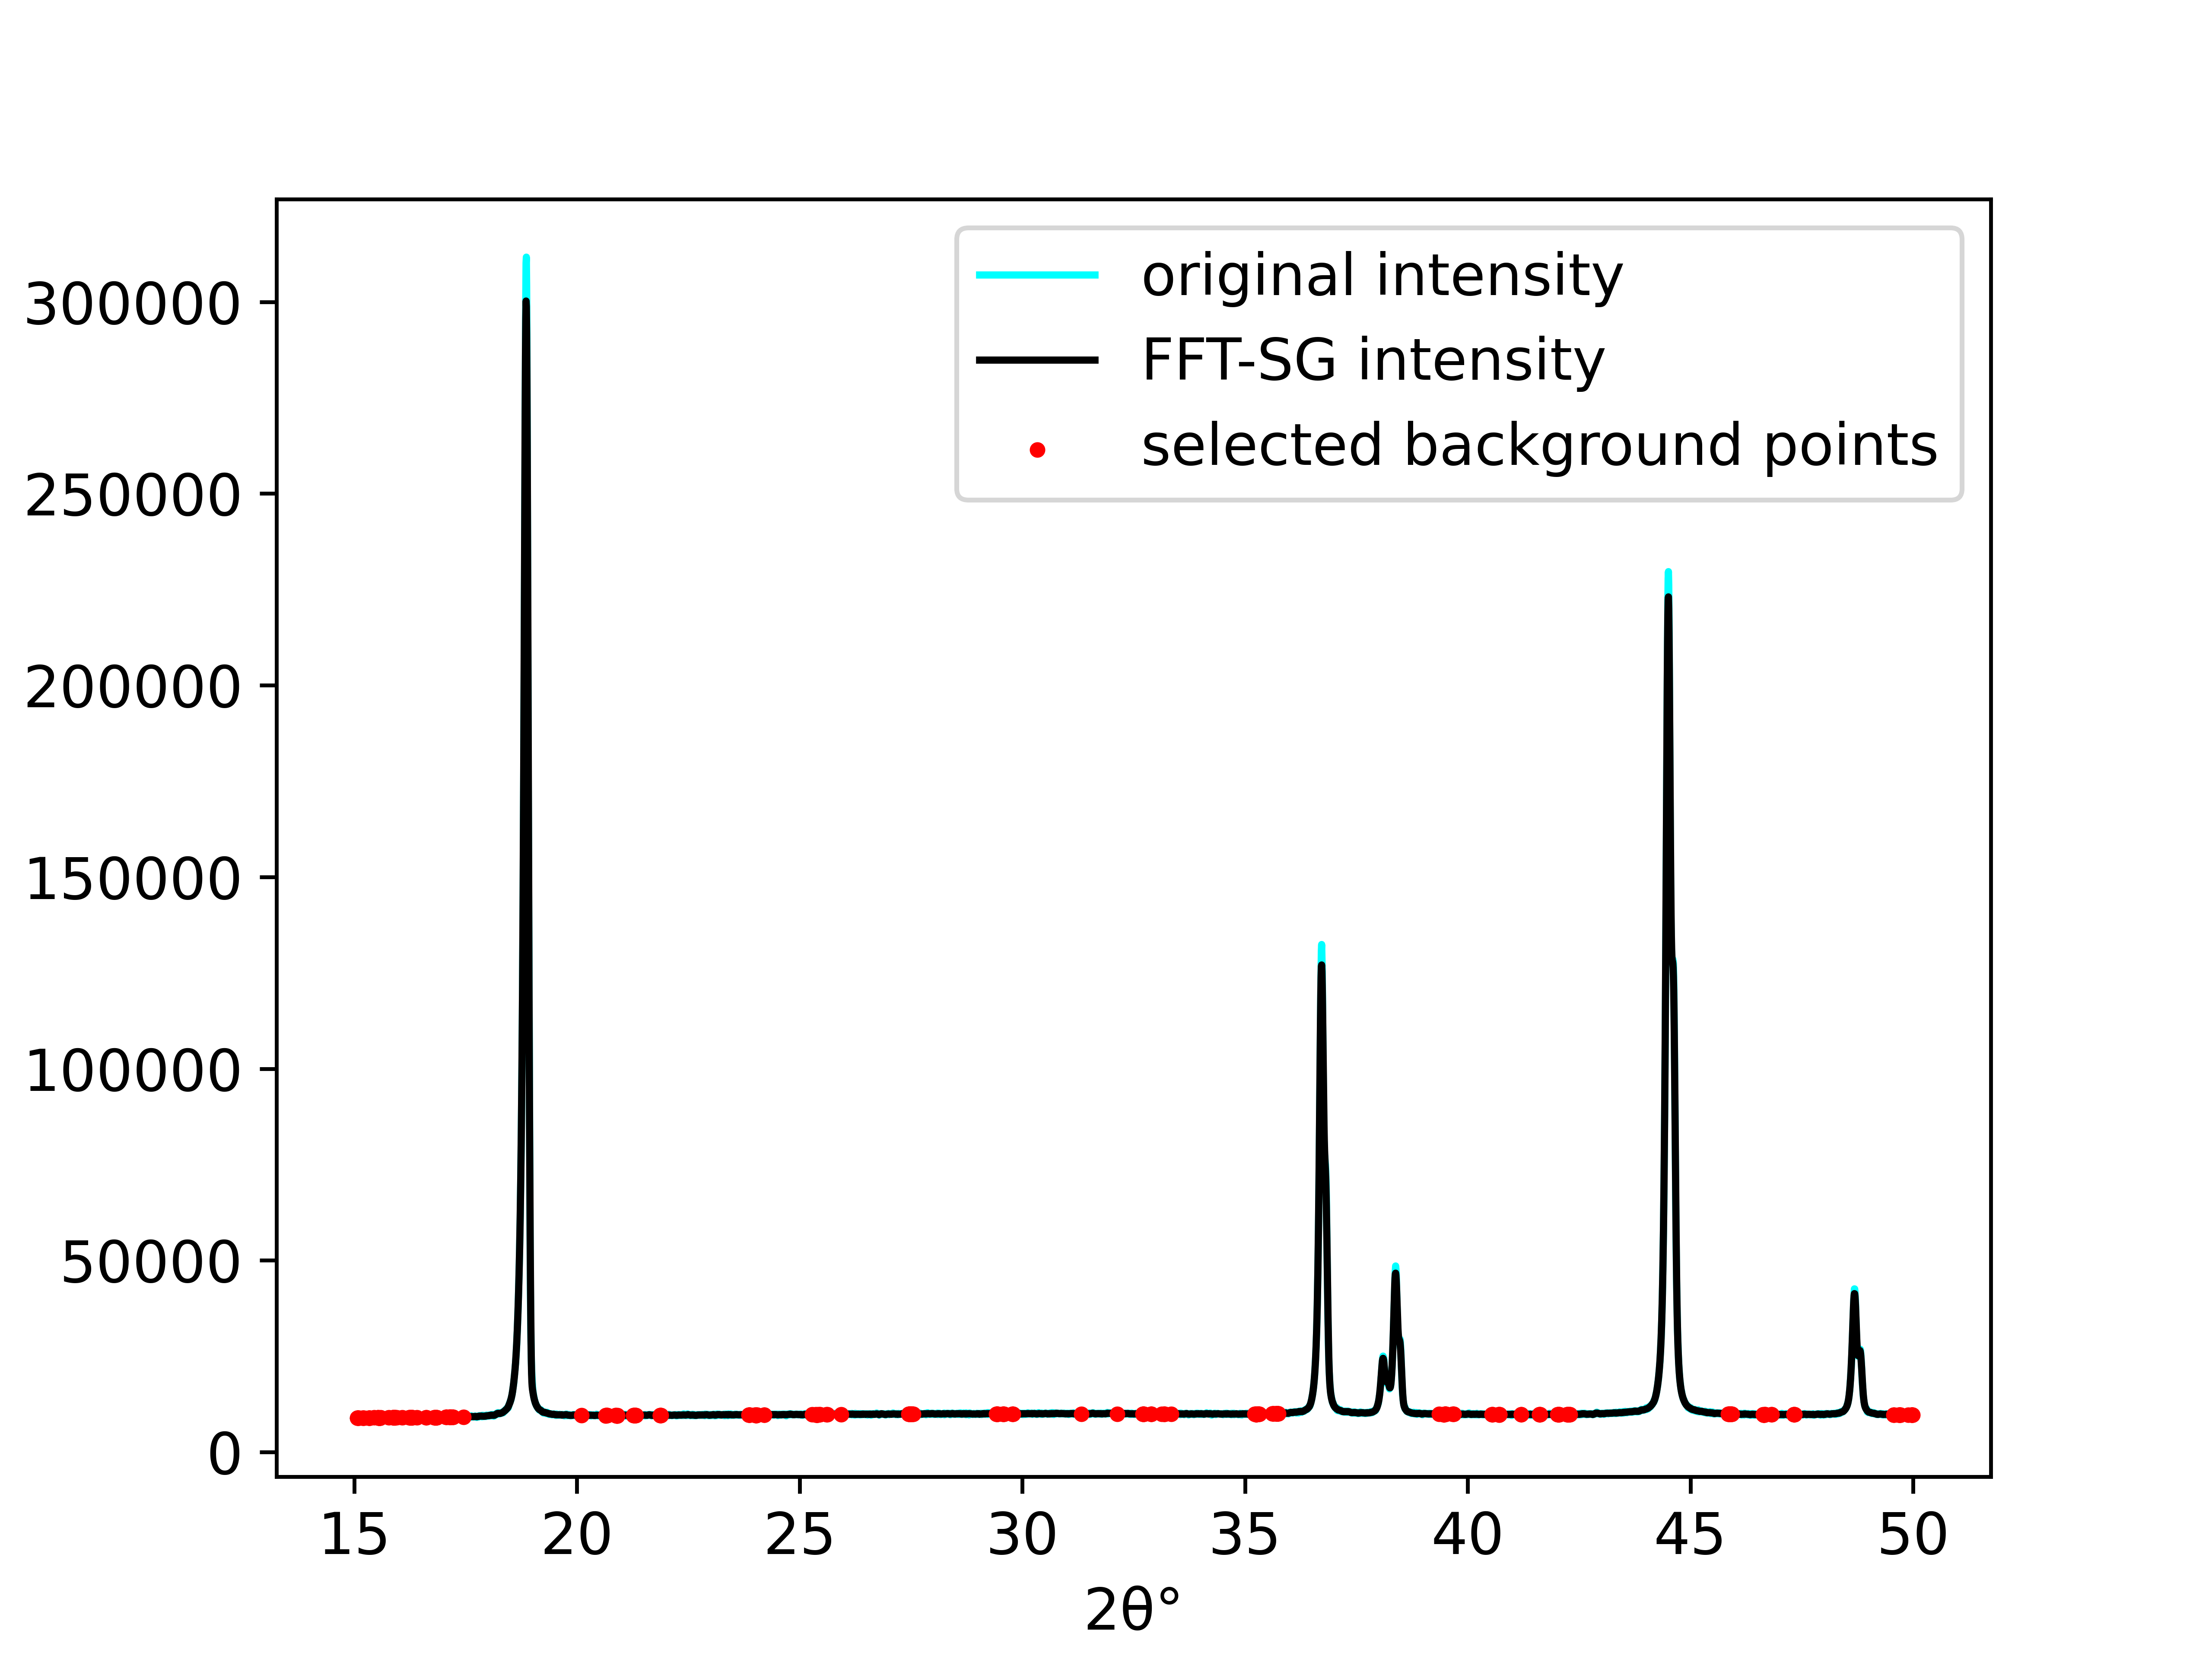 original intensity
FFT-SG intensity
selected background points
300000
250000
200000
150000
100000
50000
0
15 20 25 30 35 40 45 50
2θ°